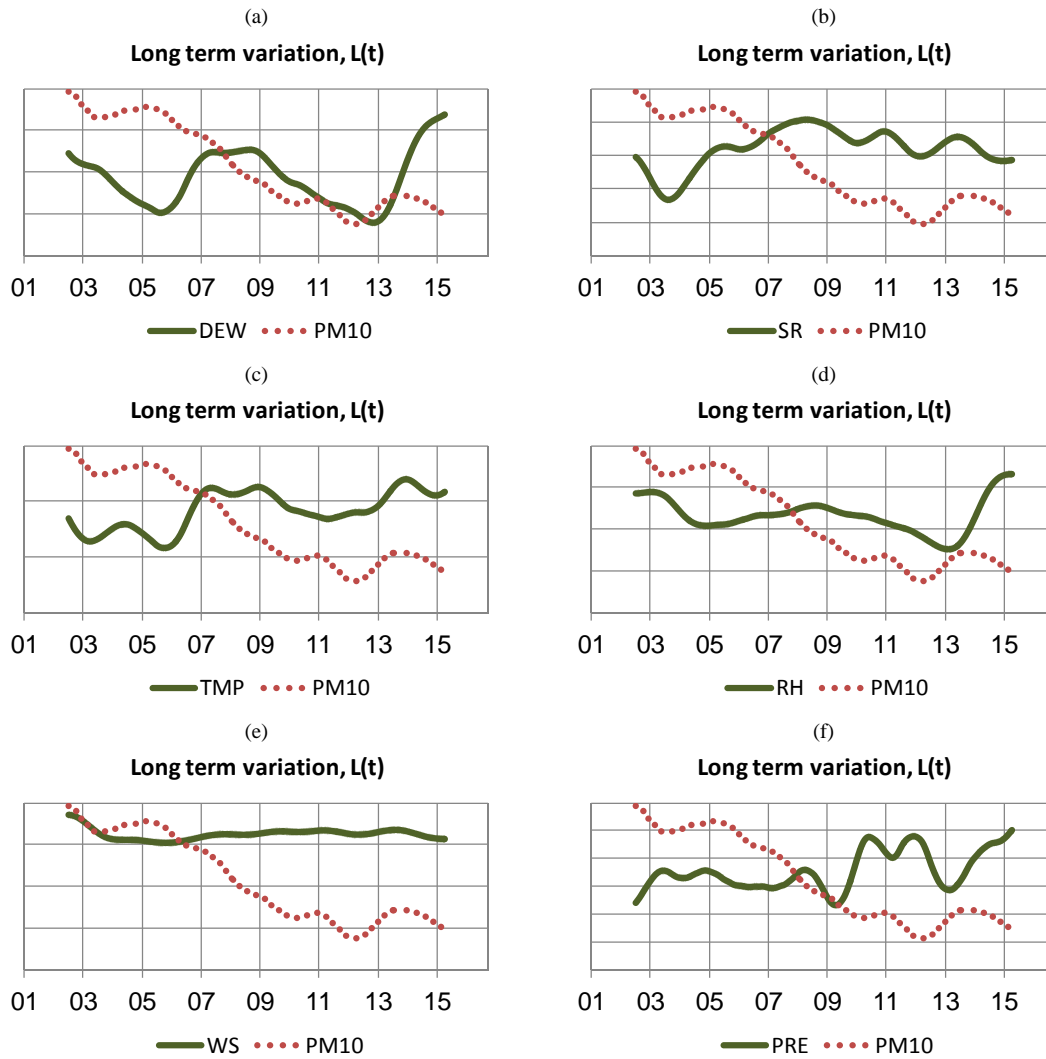 (a)
Long term variation, L(t)
01 03 05 07 09 11 13 15
DEW PM10
(b)
Long term variation, L(t)
01 03 05 07 09 11 13 15
SR PM10
(c)
Long term variation, L(t)
01 03 05 07 09 11 13 15
TMP PM10
(d)
Long term variation, L(t)
01 03 05 07 09 11 13 15
RH PM10
(e)
Long term variation, L(t)
01 03 05 07 09 11 13 15
WS PM10
(f)
Long term variation, L(t)
01 03 05 07 09 11 13 15
PRE PM10